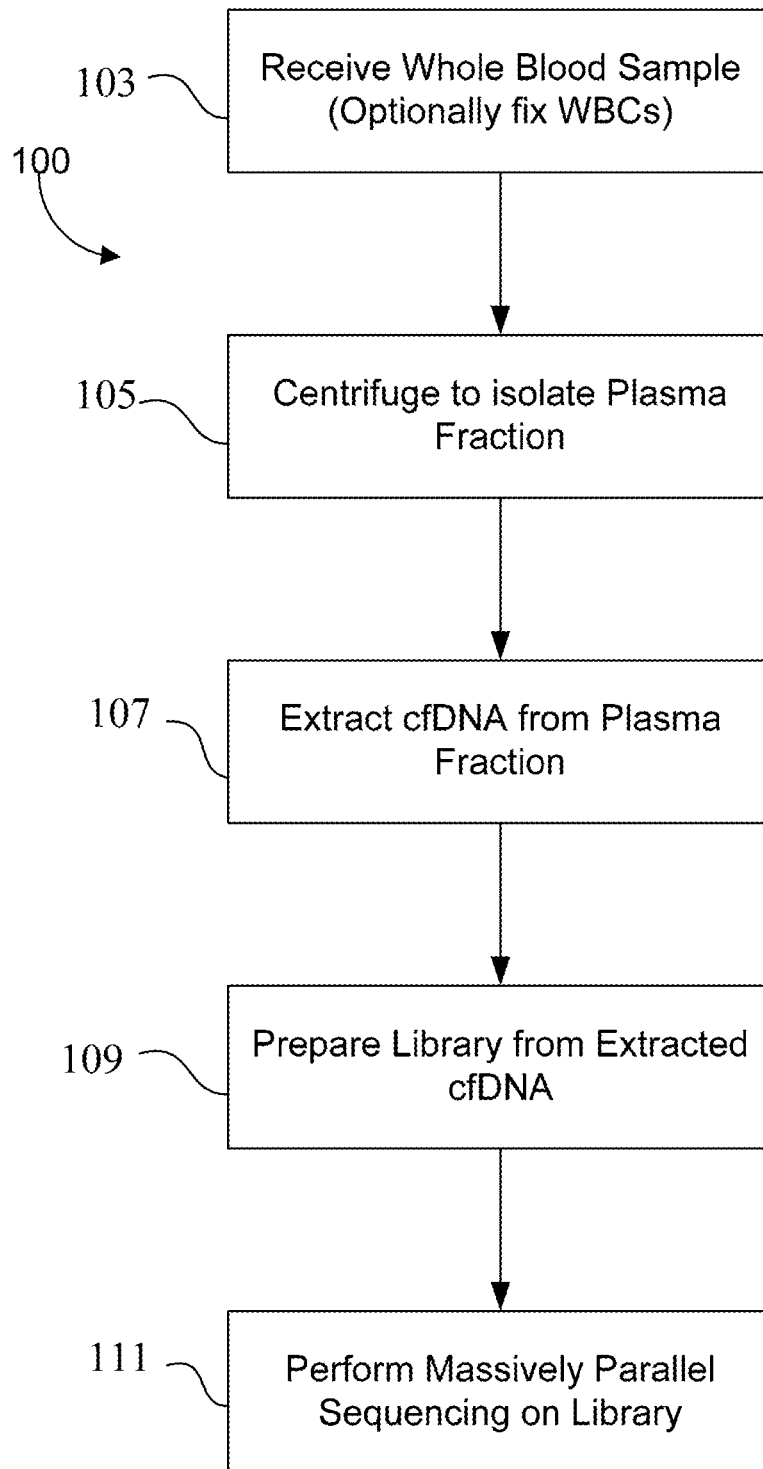 103
Receive Whole Blood Sample
(Optionally fix WBCs)
100
105
Centrifuge to isolate Plasma
Fraction
107
Extract cfDNA from Plasma
Fraction
109
Prepare Library from Extracted
cfDNA
111
Perform Massively Parallel
Sequencing on Library